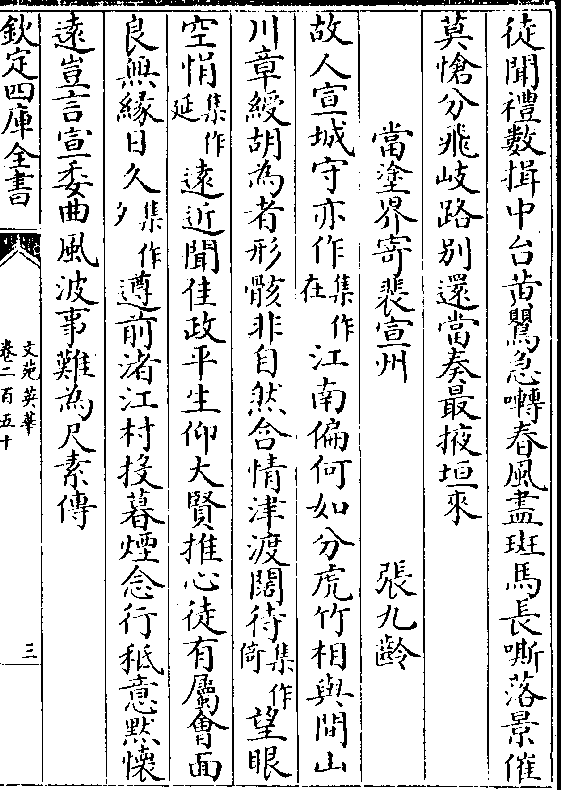 徒聞禮數揖中台黄鸎急囀春風盡斑馬長嘶落景催
莫愴分飛岐路别還當奏最掖垣來
當塗界寄裴宣州 張九齡
故人宣城守亦作集作在江南偏何如分虎竹相與間山
川章綬胡為者形骸非自然含情津渡闊待集作倚望眼
空悁集作延遠近聞佳政平生仰大賢推心徒有屬會面
良無緣日久集作夕遵前渚江村投暮煙念行秪意黙懐
遠豈言宣委曲風波事難為尺素傳
欽定四庫全書
文苑英華
卷二百五十
三